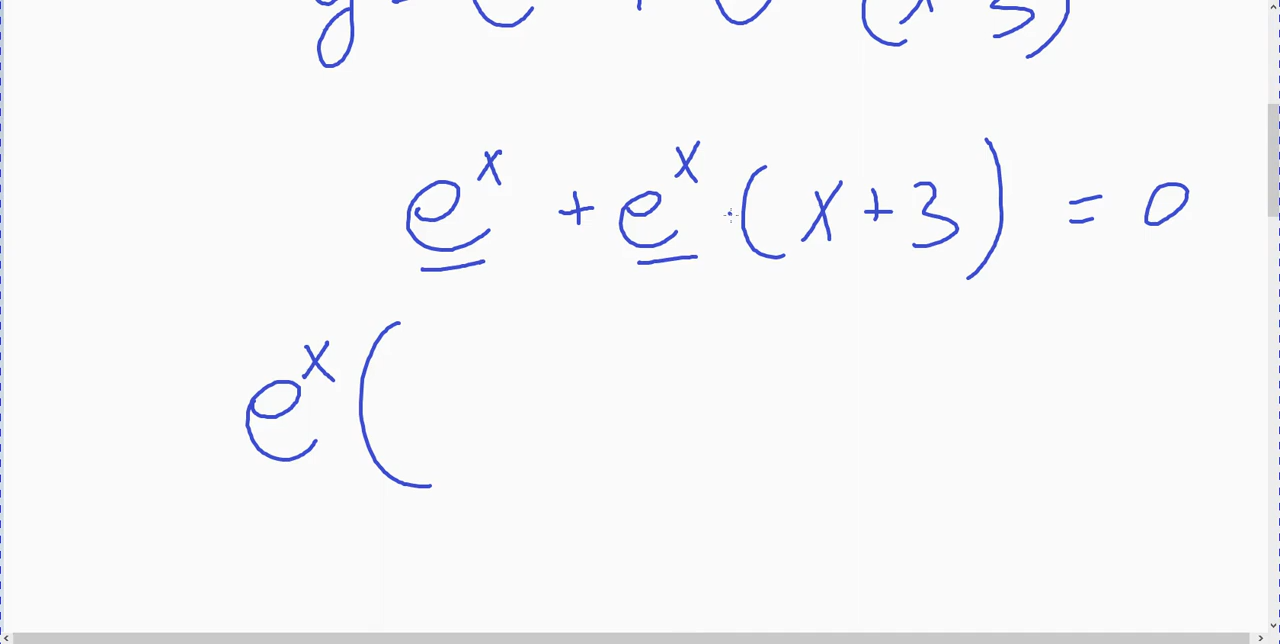 e^x + e^x · (x + 3) = 0
e^x (